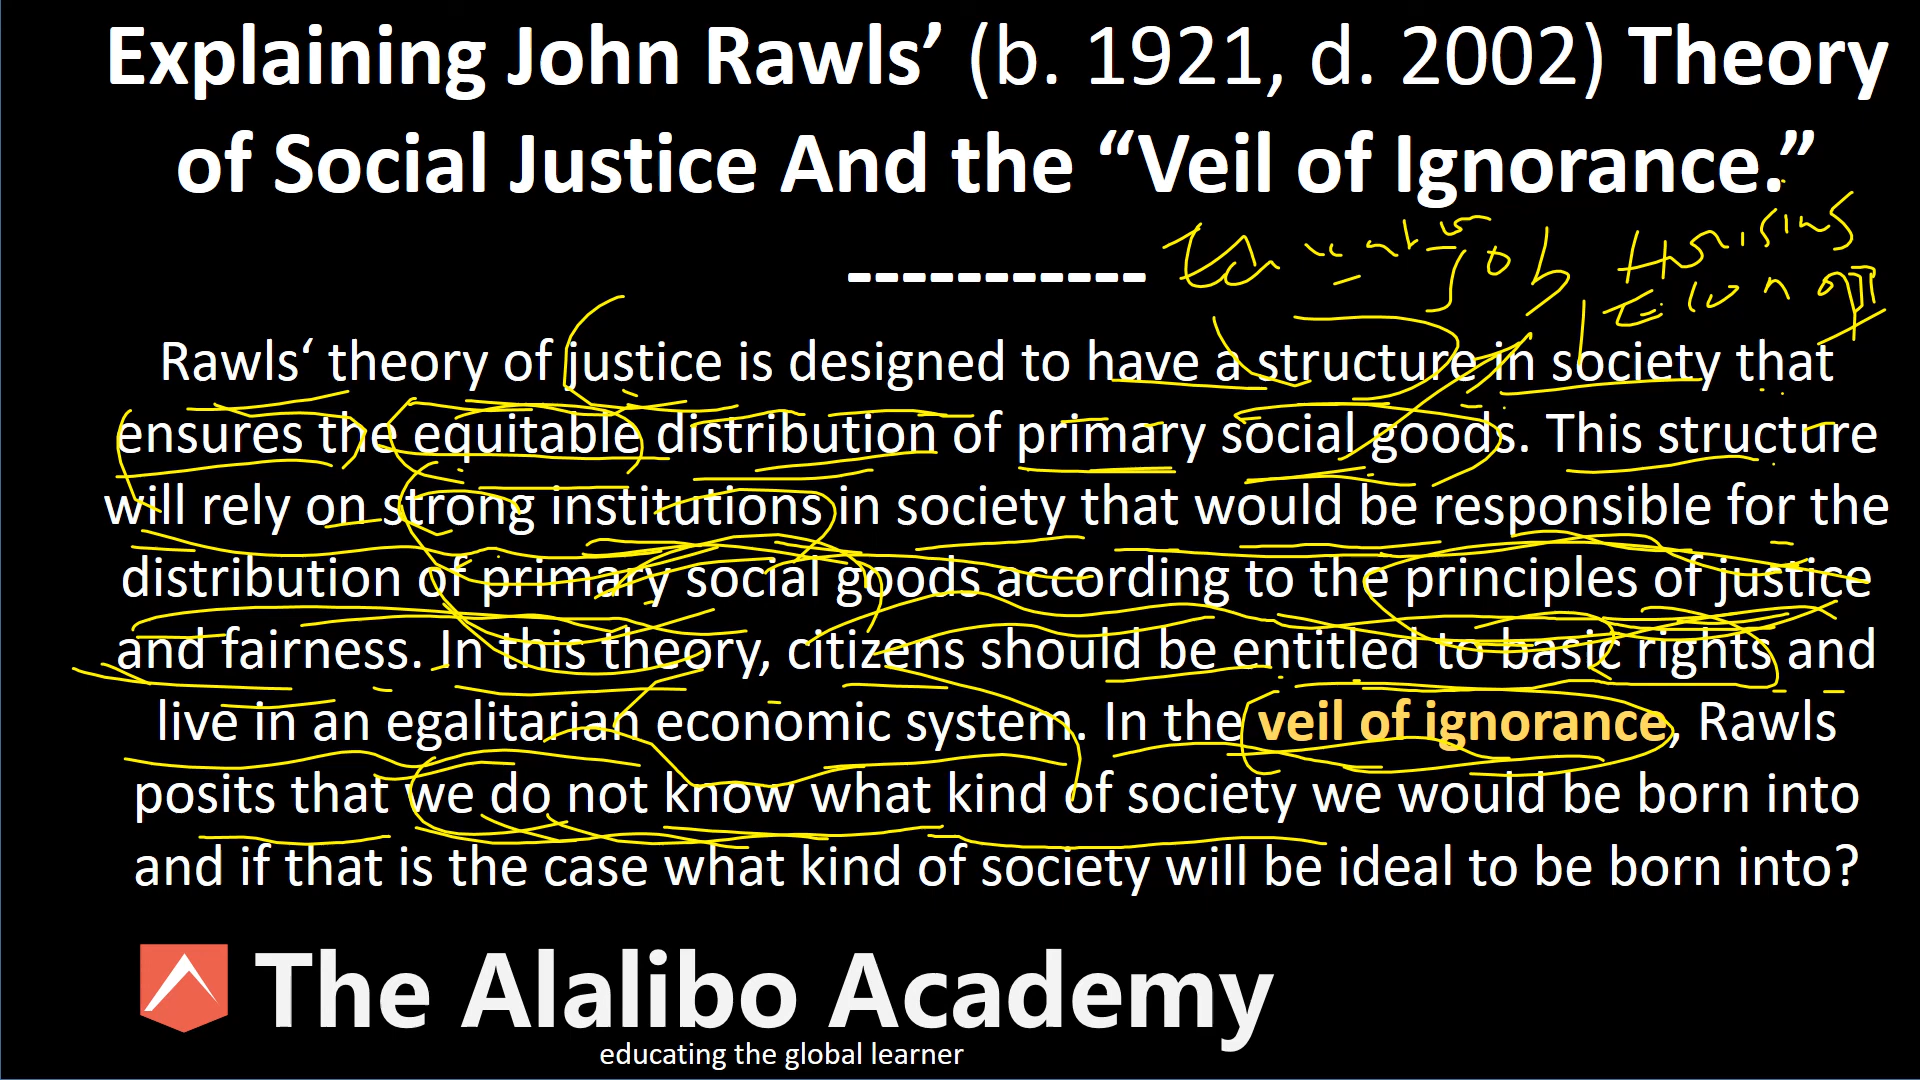 Explaining John Rawls’ (b. 1921, d. 2002) Theory
of Social Justice And the “Veil of Ignorance.”
-----------
Education job Housing
Econ opp
Rawls‘ theory of justice is designed to have a structure in society that
ensures the equitable distribution of primary social goods. This structure
will rely on strong institutions in society that would be responsible for the
distribution of primary social goods according to the principles of justice
and fairness. In this theory, citizens should be entitled to basic rights and
live in an egalitarian economic system. In the veil of ignorance, Rawls
posits that we do not know what kind of society we would be born into
and if that is the case what kind of society will be ideal to be born into?
The Alalibo Academy
educating the global learner